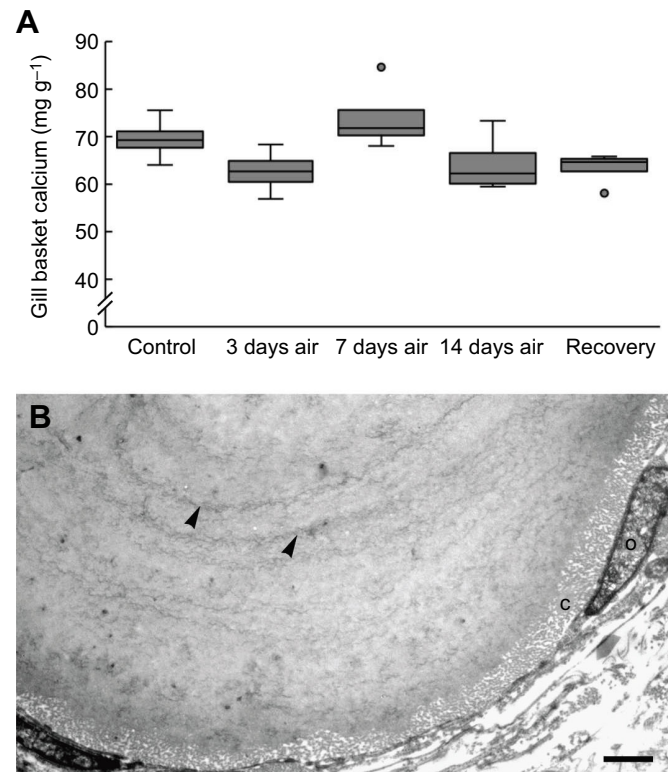 A
Gill basket calcium (mg g⁻¹)
90
80
70
60
50
40
0
Control 3 days air 7 days air 14 days air Recovery
B
o
c